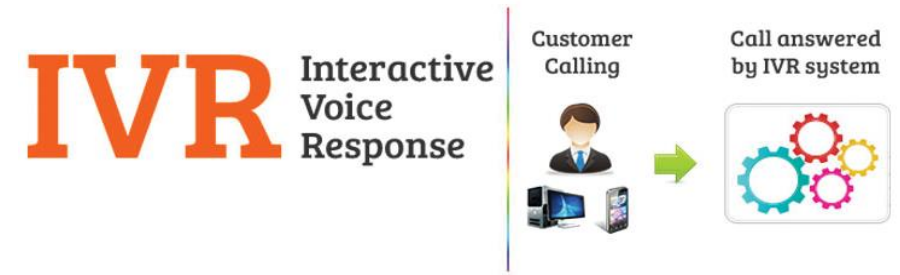 IVR
Interactive
Voice
Response
Customer
Calling
Call answered
by IVR system